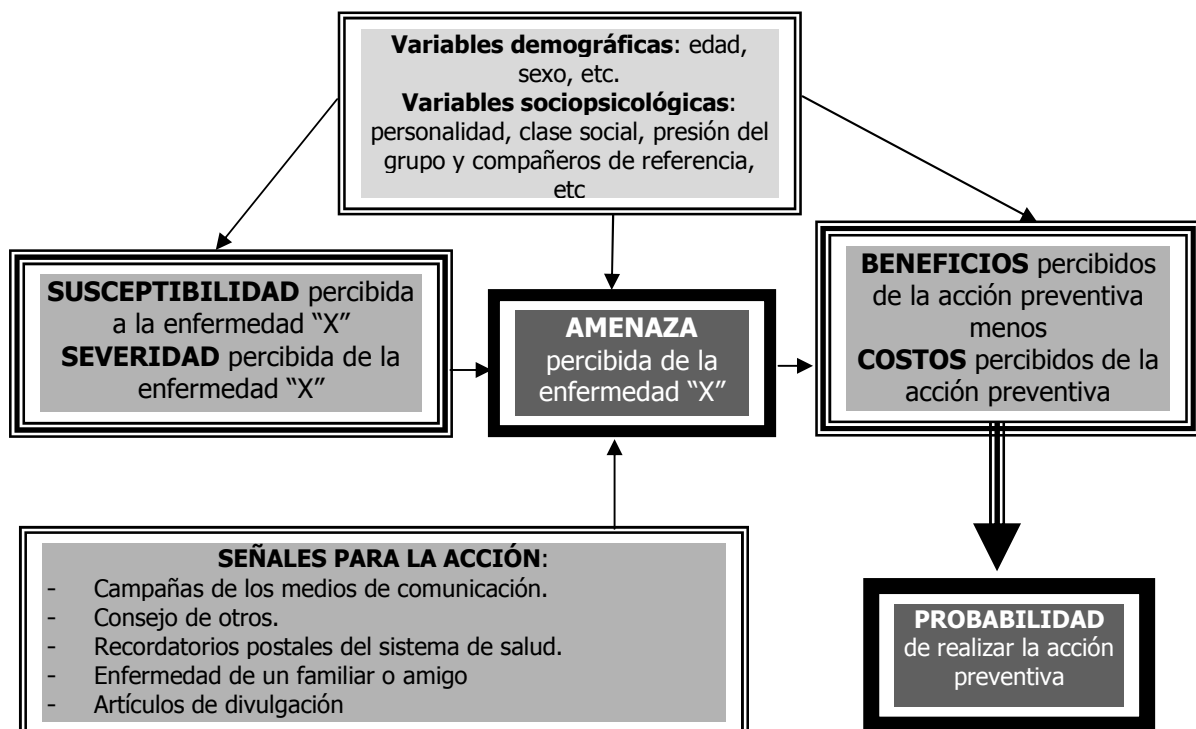 Variables demográficas: edad,
sexo, etc.
Variables sociopsicológicas:
personalidad, clase social, presión del
grupo y compañeros de referencia,
etc
SUSCEPTIBILIDAD percibida
a la enfermedad “X”
SEVERIDAD percibida de la
enfermedad “X”
AMENAZA
percibida de la
enfermedad “X”
BENEFICIOS percibidos
de la acción preventiva
menos
COSTOS percibidos de la
acción preventiva
SEÑALES PARA LA ACCIÓN:
- Campañas de los medios de comunicación.
- Consejo de otros.
- Recordatorios postales del sistema de salud.
- Enfermedad de un familiar o amigo
- Artículos de divulgación
PROBABILIDAD
de realizar la acción
preventiva